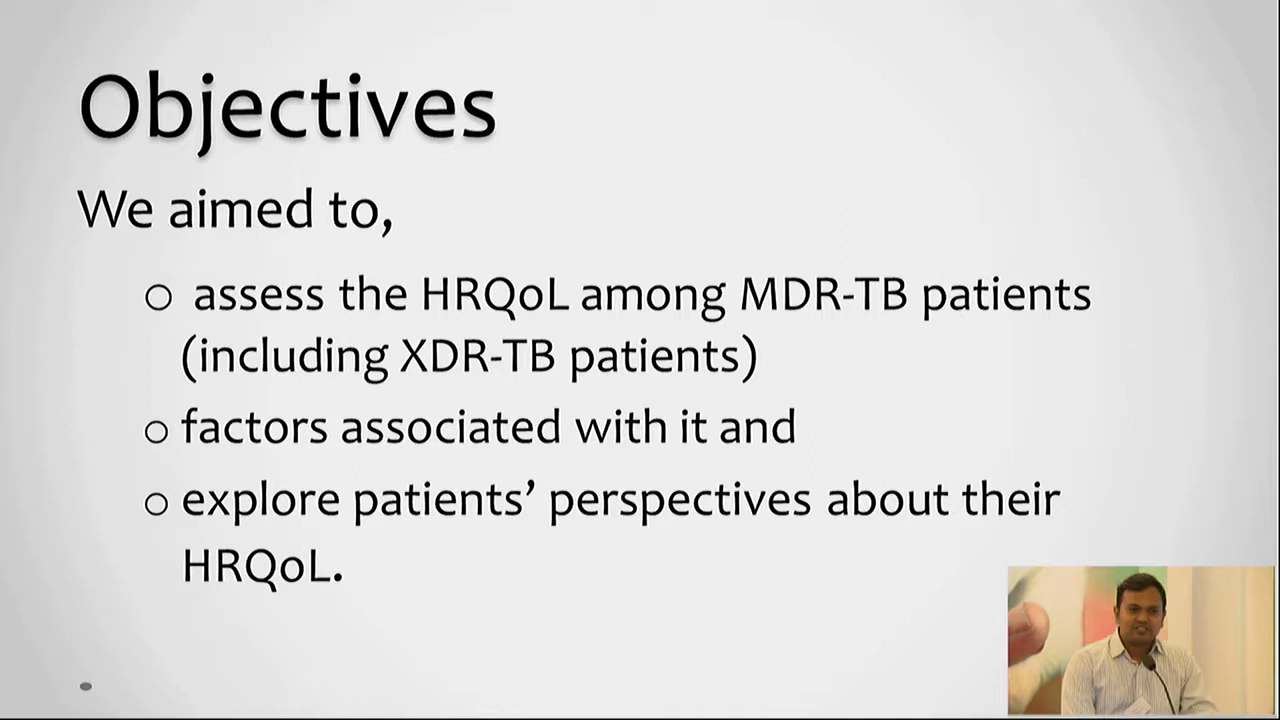 Objectives
We aimed to,
o assess the HRQoL among MDR-TB patients
(including XDR-TB patients)
o factors associated with it and
o explore patients’ perspectives about their
HRQoL.